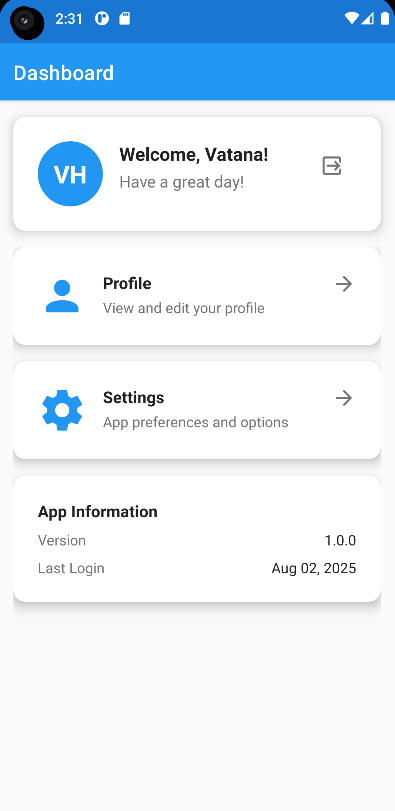 2:31
Dashboard
VH
Welcome, Vatana!
Have a great day!
Profile
View and edit your profile
Settings
App preferences and options
App Information
Version 1.0.0
Last Login Aug 02, 2025